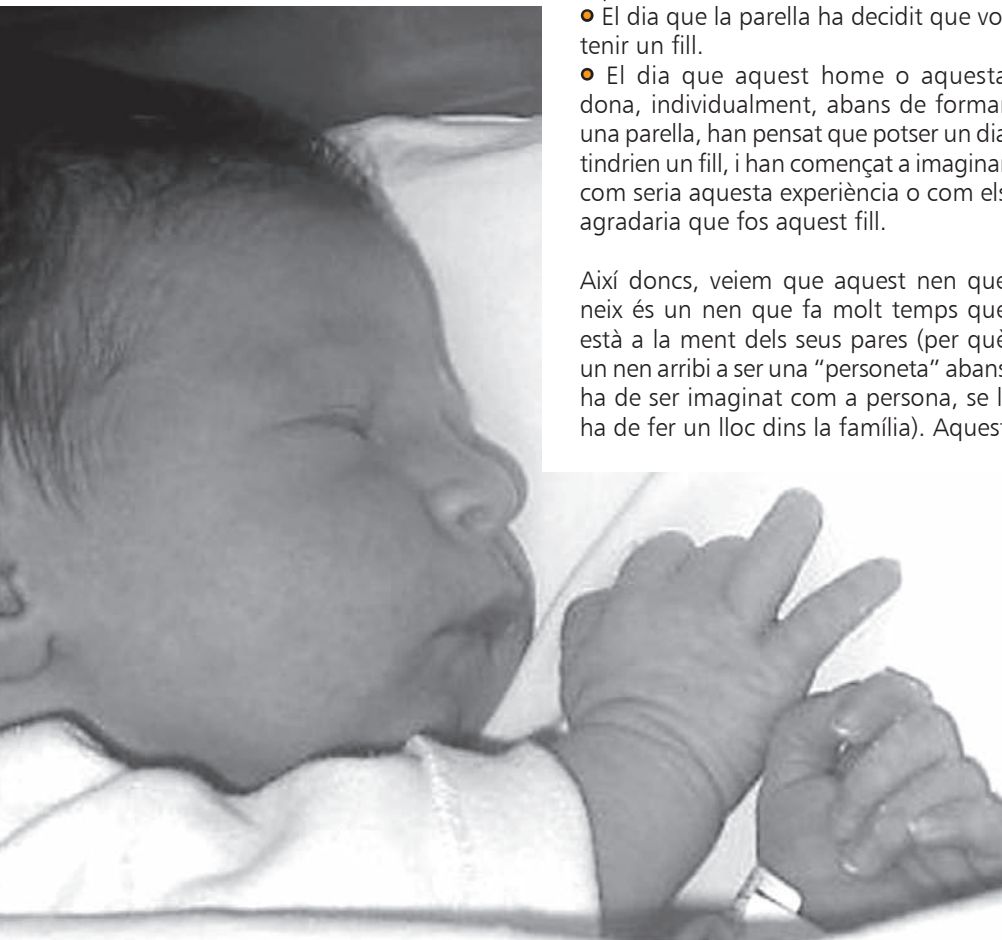 • El dia que la parella ha decidit que vo
tenir un fill.
• El dia que aquest home o aquesta
dona, individualment, abans de formar
una parella, han pensat que potser un dia
tindrien un fill, i han començat a imaginar
com seria aquesta experiència o com els
agradaria que fos aquest fill.
Així doncs, veiem que aquest nen que
neix és un nen que fa molt temps que
està a la ment dels seus pares (per què
un nen arribi a ser una “personeta” abans
ha de ser imaginat com a persona, se l
ha de fer un lloc dins la família). Aquest